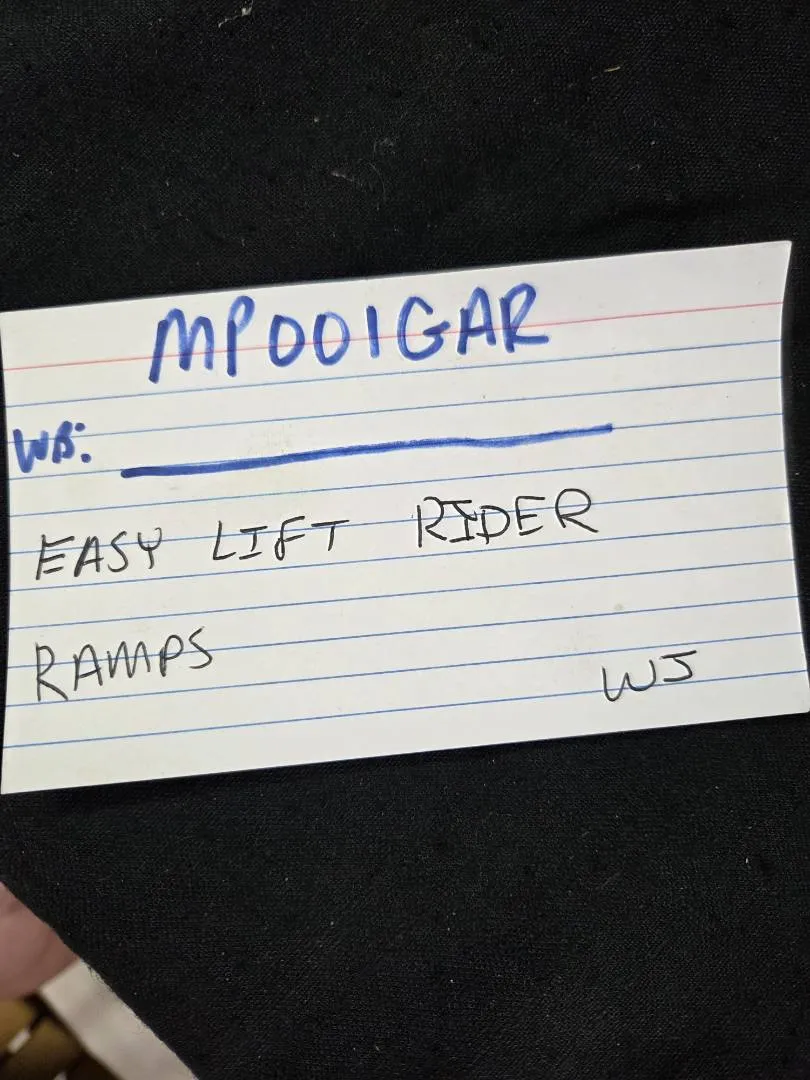 MP001GAR
WB:
EASY LIFT RIDER
RAMPS
WJ